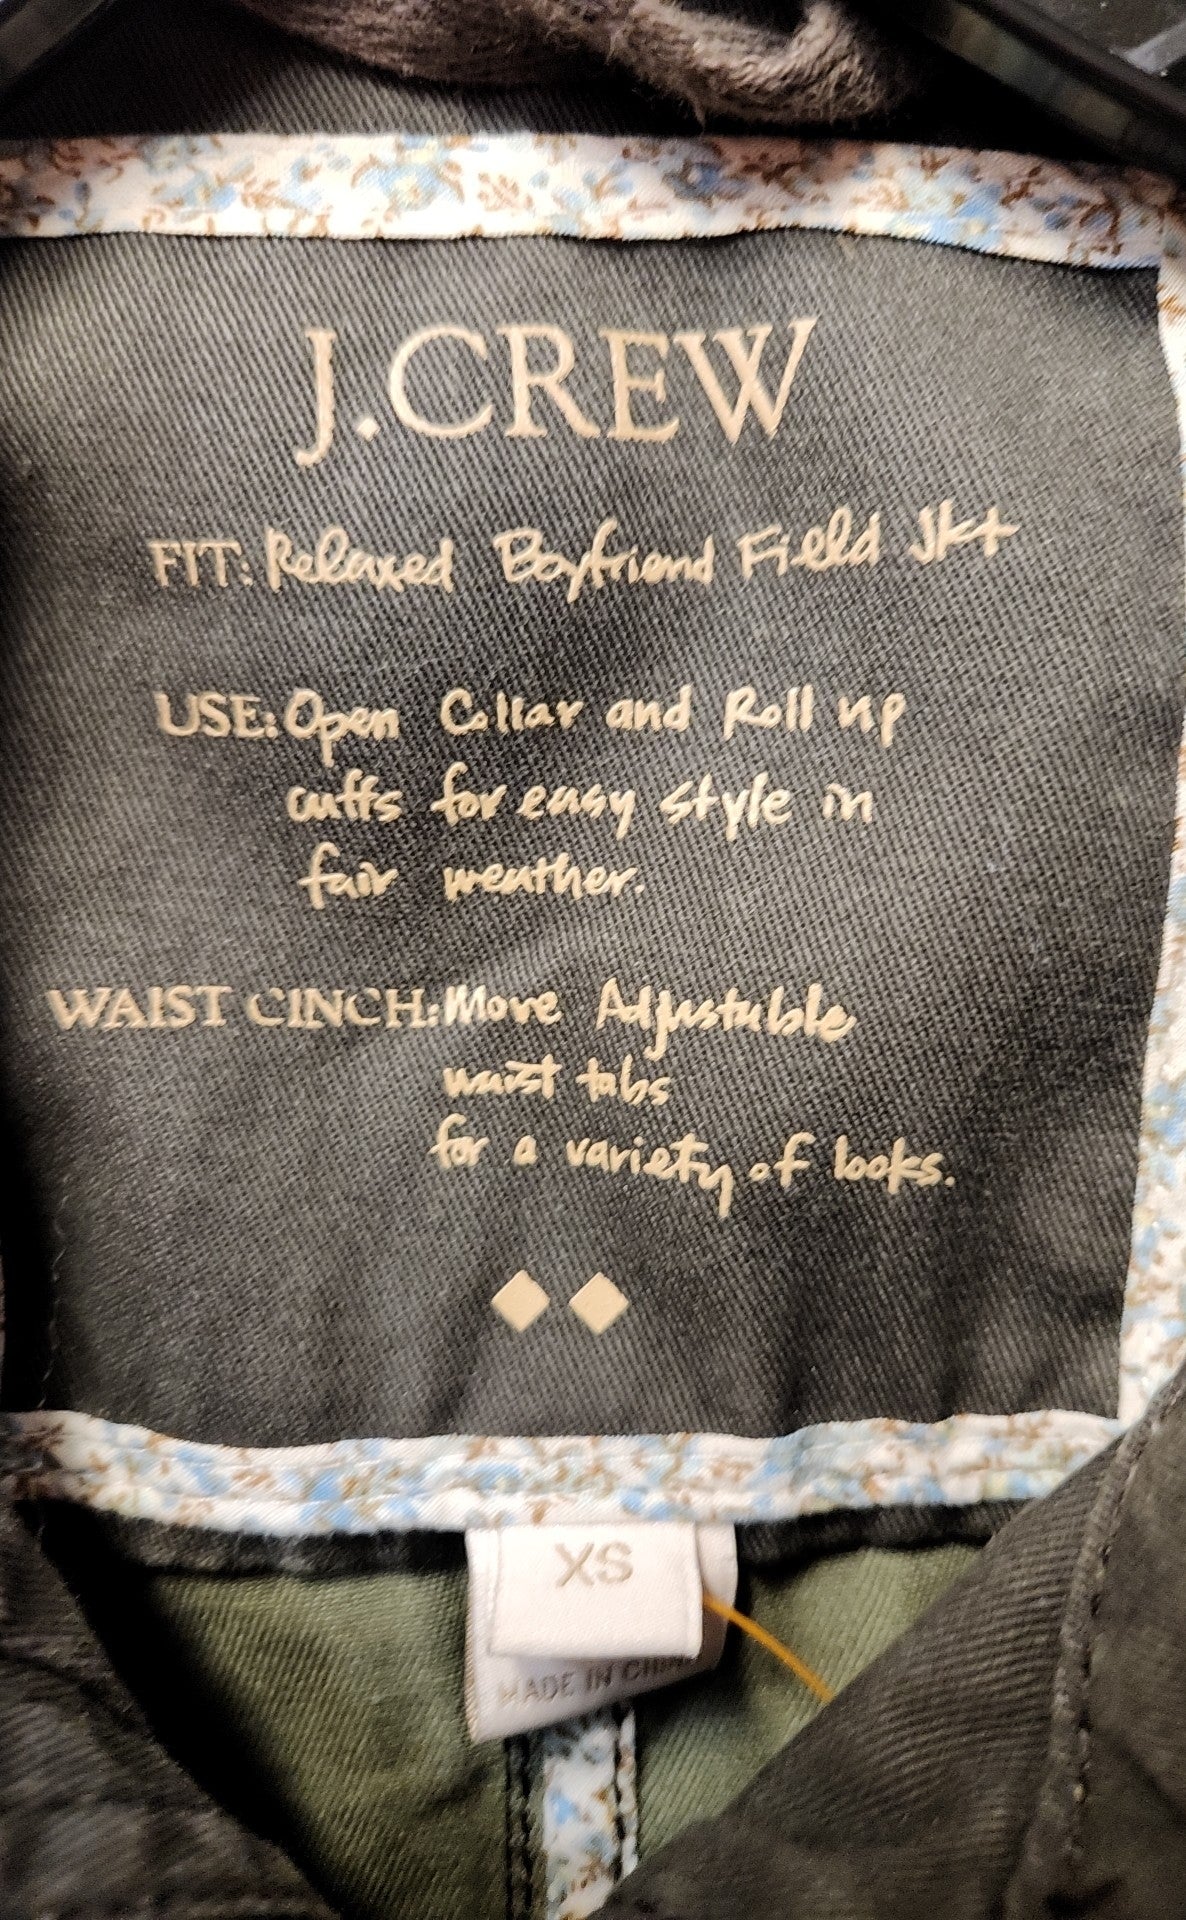 J.CREW
FIT: Relaxed Boyfriend Field Jkt
USE: Open Collar and Roll up
cuffs for easy style in
fair weather.
WAIST CINCH: Move Adjustable
waist tabs
for a variety of looks.
XS
MADE IN CHINA